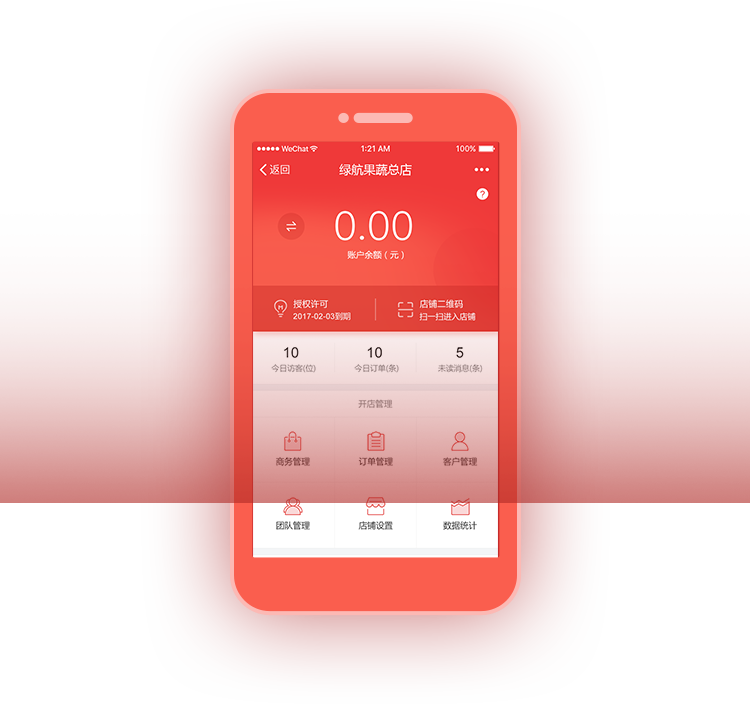 WeChat 1:21 AM 100%
返回 绿航果蔬总店
?
0.00
账户余额（元）
授权许可
2017-02-03到期
店铺二维码
扫一扫进入店铺
10 10 5
今日访客(位) 今日订单(条) 未读消息(条)
开店管理
商务管理 订单管理 客户管理
团队管理 店铺设置 数据统计